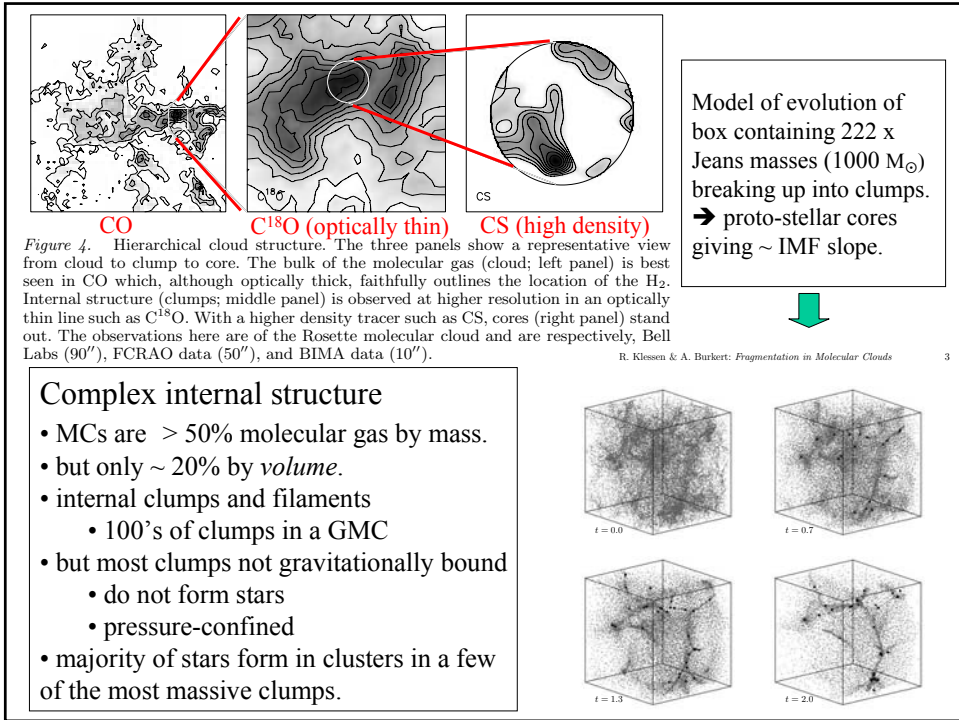 CO
C¹⁸O
CS
CO
C¹⁸O (optically thin)
CS (high density)
Figure 4. Hierarchical cloud structure. The three panels show a representative view
from cloud to clump to core. The bulk of the molecular gas (cloud; left panel) is best
seen in CO which, although optically thick, faithfully outlines the location of the H₂.
Internal structure (clumps; middle panel) is observed at higher resolution in an optically
thin line such as C¹⁸O. With a higher density tracer such as CS, cores (right panel) stand
out. The observations here are of the Rosette molecular cloud and are respectively, Bell
Labs (90″), FCRAO data (50″), and BIMA data (10″).
Model of evolution of
box containing 222 x
Jeans masses (1000 M☉)
breaking up into clumps.
➔ proto-stellar cores
giving ~ IMF slope.
R. Klessen & A. Burkert: Fragmentation in Molecular Clouds 3
Complex internal structure
• MCs are > 50% molecular gas by mass.
• but only ~ 20% by volume.
• internal clumps and filaments
• 100's of clumps in a GMC
• but most clumps not gravitationally bound
• do not form stars
• pressure-confined
• majority of stars form in clusters in a few
of the most massive clumps.
t=0.0
t=0.7
t=1.3
t=2.0